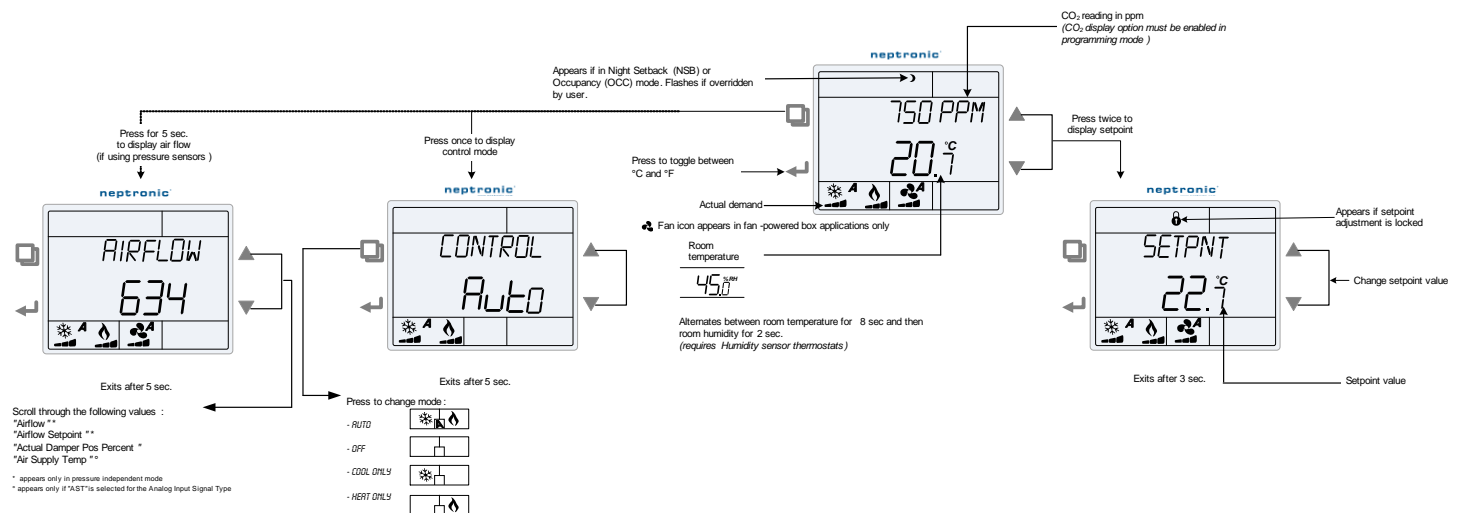 CO₂ reading in ppm
(CO₂ display option must be enabled in
programming mode )
neptronic
Appears if in Night Setback (NSB) or
Occupancy (OCC) mode. Flashes if overridden
by user.
750 PPM
20.7 °C
A
A
Press twice to
display setpoint
Press to toggle between
°C and °F
Actual demand
Fan icon appears in fan -powered box applications only
Room
temperature
45.0 %RH
Alternates between room temperature for 8 sec and then
room humidity for 2 sec.
(requires Humidity sensor thermostats )
Press for 5 sec.
to display air flow
(if using pressure sensors )
neptronic
AIRFLOW
634
A
A
Exits after 5 sec.
Scroll through the following values :
"Airflow "*
"Airflow Setpoint "*
"Actual Damper Pos Percent "
"Air Supply Temp "°
* appears only in pressure independent mode
° appears only if "AST" is selected for the Analog Input Signal Type
Press once to display
control mode
neptronic
CONTROL
Auto
A
Exits after 5 sec.
Press to change mode :
- AUTO
A
- OFF
- COOL ONLY
- HEAT ONLY
neptronic
Appears if setpoint
adjustment is locked
SETPNT
22.7 °C
A
A
Change setpoint value
Exits after 3 sec.
Setpoint value